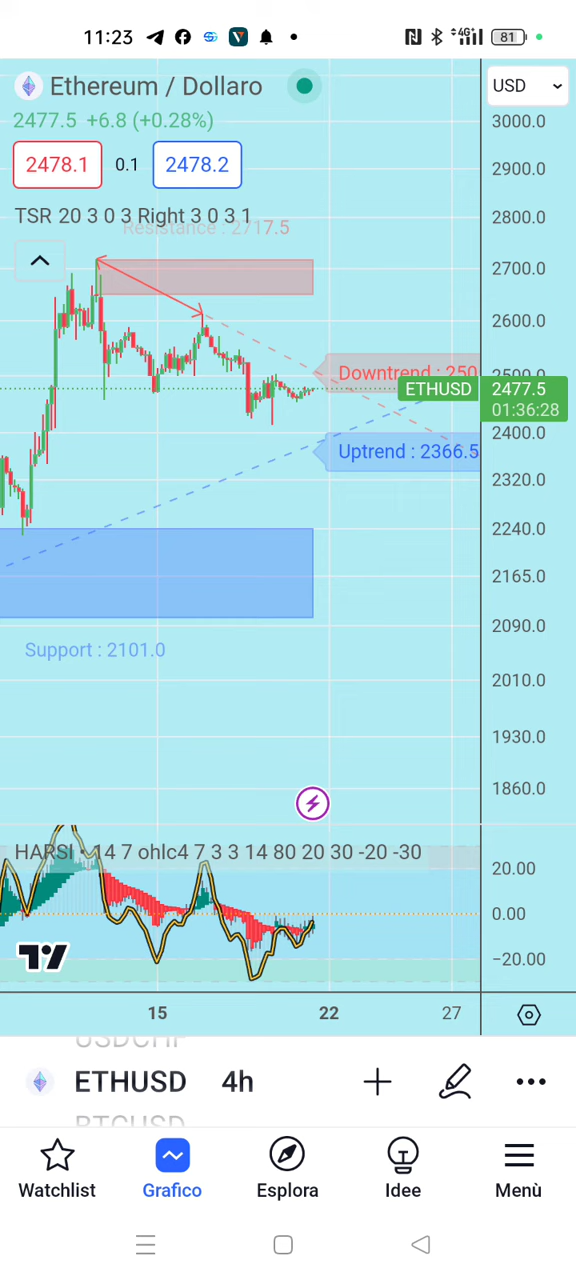 11:23
4G
81
Ethereum / Dollaro
USD
2477.5 +6.8 (+0.28%)
2478.1
0.1
2478.2
TSR 20 3 0 3 Right 3 0 3 1
Resistance : 2717.5
3000.0
2900.0
2800.0
2700.0
2600.0
2500.0
Downtrend : 250
ETHUSD
2477.5
01:36:28
2400.0
Uptrend : 2366.5
2320.0
2240.0
2165.0
2090.0
Support : 2101.0
2010.0
1930.0
1860.0
HARSI • 14 7 ohlc4 7 3 3 14 80 20 30 -20 -30
20.00
0.00
−20.00
15
22
27
USDCHF
ETHUSD 4h
BTCUSD
Watchlist
Grafico
Esplora
Idee
Menù